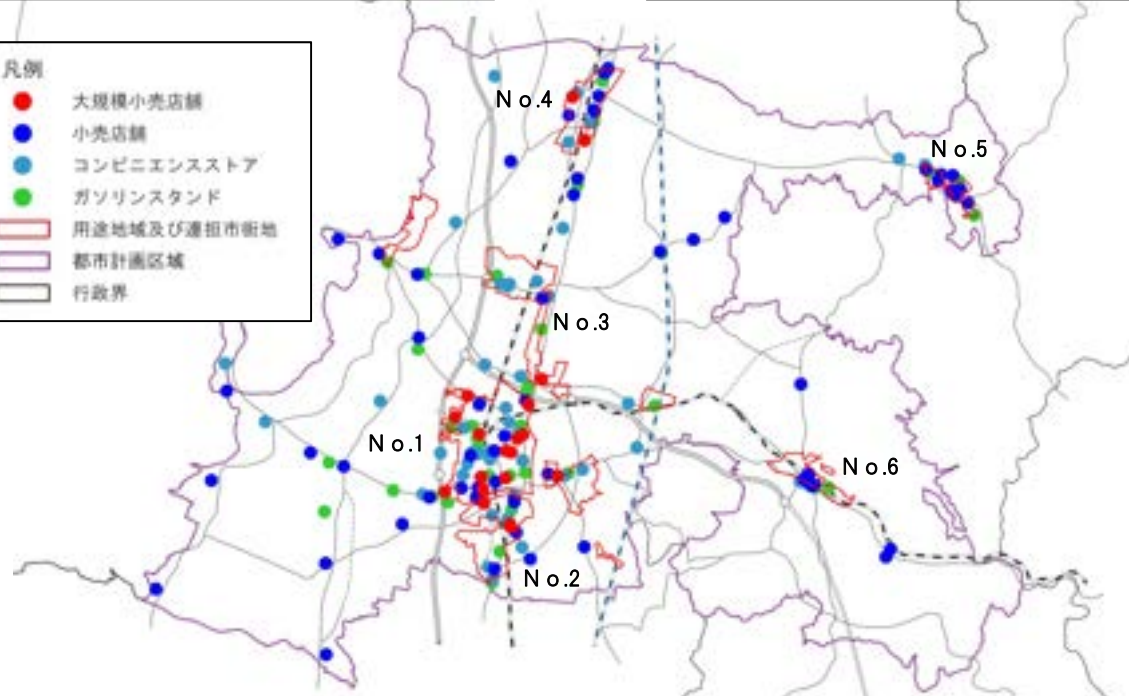 凡例
大規模小売店舗
小売店舗
コンビニエンスストア
ガソリンスタンド
用途地域及び連担市街地
都市計画区域
行政界
No.4
No.5
No.3
No.1
No.6
No.2